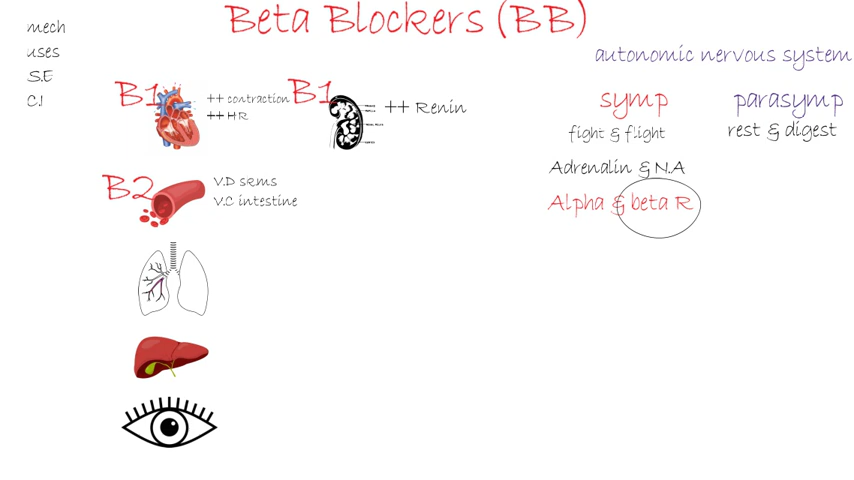 Beta Blockers (BB)
mech
uses
S.E
C.I
autonomic nervous system
symp
parasymp
fight & flight
rest & digest
Adrenalin & N.A
Alpha & beta R
B1
++ contraction
++ HR
B1
++ Renin
B2
V.D skms
V.C intestine